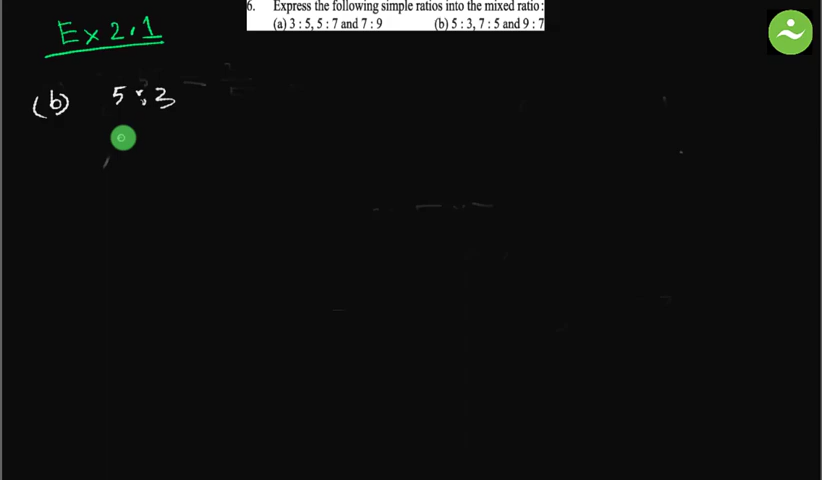 6. Express the following simple ratios into the mixed ratio:
(a) 3 : 5, 5 : 7 and 7 : 9 (b) 5 : 3, 7 : 5 and 9 : 7
Ex 2.1
(b) 5 : 3